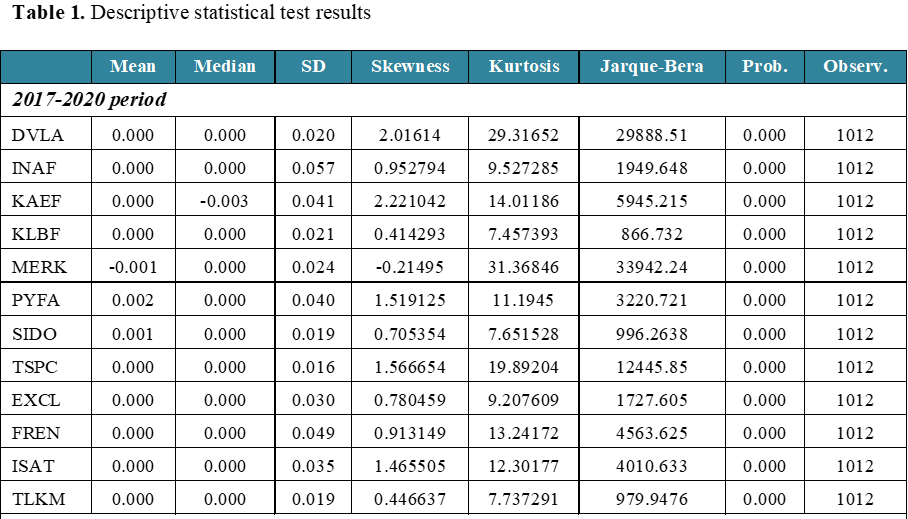 Table 1. Descriptive statistical test results
Mean Median SD Skewness Kurtosis Jarque-Bera Prob. Observ.
2017-2020 period
DVLA 0.000 0.000 0.020 2.01614 29.31652 29888.51 0.000 1012
INAF 0.000 0.000 0.057 0.952794 9.527285 1949.648 0.000 1012
KAEF 0.000 -0.003 0.041 2.221042 14.01186 5945.215 0.000 1012
KLBF 0.000 0.000 0.021 0.414293 7.457393 866.732 0.000 1012
MERK -0.001 0.000 0.024 -0.21495 31.36846 33942.24 0.000 1012
PYFA 0.002 0.000 0.040 1.519125 11.1945 3220.721 0.000 1012
SIDO 0.001 0.000 0.019 0.705354 7.651528 996.2638 0.000 1012
TSPC 0.000 0.000 0.016 1.566654 19.89204 12445.85 0.000 1012
EXCL 0.000 0.000 0.030 0.780459 9.207609 1727.605 0.000 1012
FREN 0.000 0.000 0.049 0.913149 13.24172 4563.625 0.000 1012
ISAT 0.000 0.000 0.035 1.465505 12.30177 4010.633 0.000 1012
TLKM 0.000 0.000 0.019 0.446637 7.737291 979.9476 0.000 1012